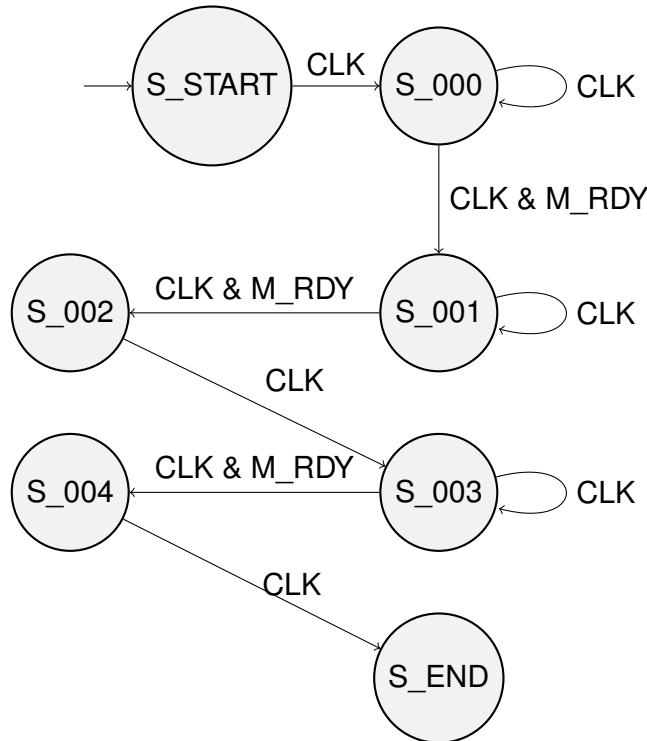 CLK
S_START
S_000
CLK
CLK & M_RDY
CLK & M_RDY
S_002
S_001
CLK
CLK
CLK & M_RDY
S_004
S_003
CLK
CLK
S_END